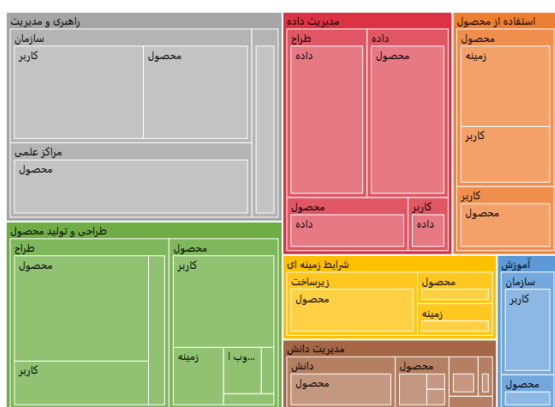 راهبری و مدیریت
سازمان
کاربر
محصول
مراکز علمی
محصول
مدیریت داده
طراح
داده
داده
محصول
محصول
داده
کاربر
داده
استفاده از محصول
محصول
زمینه
کاربر
کاربر
محصول
طراحی و تولید محصول
طراح
محصول
کاربر
محصول
کاربر
زمینه
وب ا...
شرایط زمینه ای
زیرساخت
محصول
محصول
زمینه
مدیریت دانش
دانش
محصول
محصول
آموزش
سازمان
کاربر
محصول